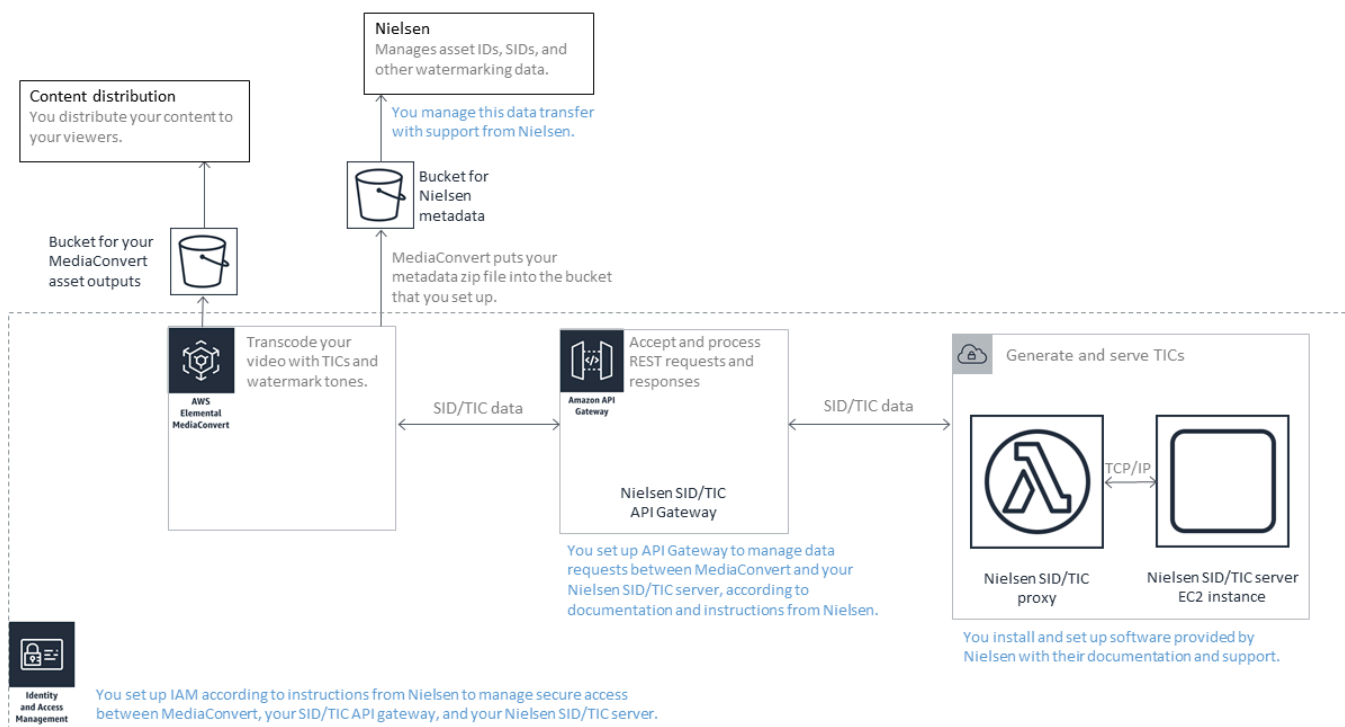 Nielsen
Manages asset IDs, SIDs, and
other watermarking data.
Content distribution
You distribute your content to
your viewers.
You manage this data transfer
with support from Nielsen.
Bucket for
Nielsen
metadata
Bucket for your
MediaConvert
asset outputs
MediaConvert puts your
metadata zip file into the bucket
that you set up.
Transcode your
video with TICs and
watermark tones.
AWS
Elemental
MediaConvert
SID/TIC data
Accept and process
REST requests and
responses
Amazon API
Gateway
Nielsen SID/TIC
API Gateway
You set up API Gateway to manage data
requests between MediaConvert and your
Nielsen SID/TIC server, according to
documentation and instructions from Nielsen.
SID/TIC data
Generate and serve TICs
TCP/IP
Nielsen SID/TIC
proxy
Nielsen SID/TIC server
EC2 instance
You install and set up software provided by
Nielsen with their documentation and support.
Identity
and Access
Management
You set up IAM according to instructions from Nielsen to manage secure access
between MediaConvert, your SID/TIC API gateway, and your Nielsen SID/TIC server.